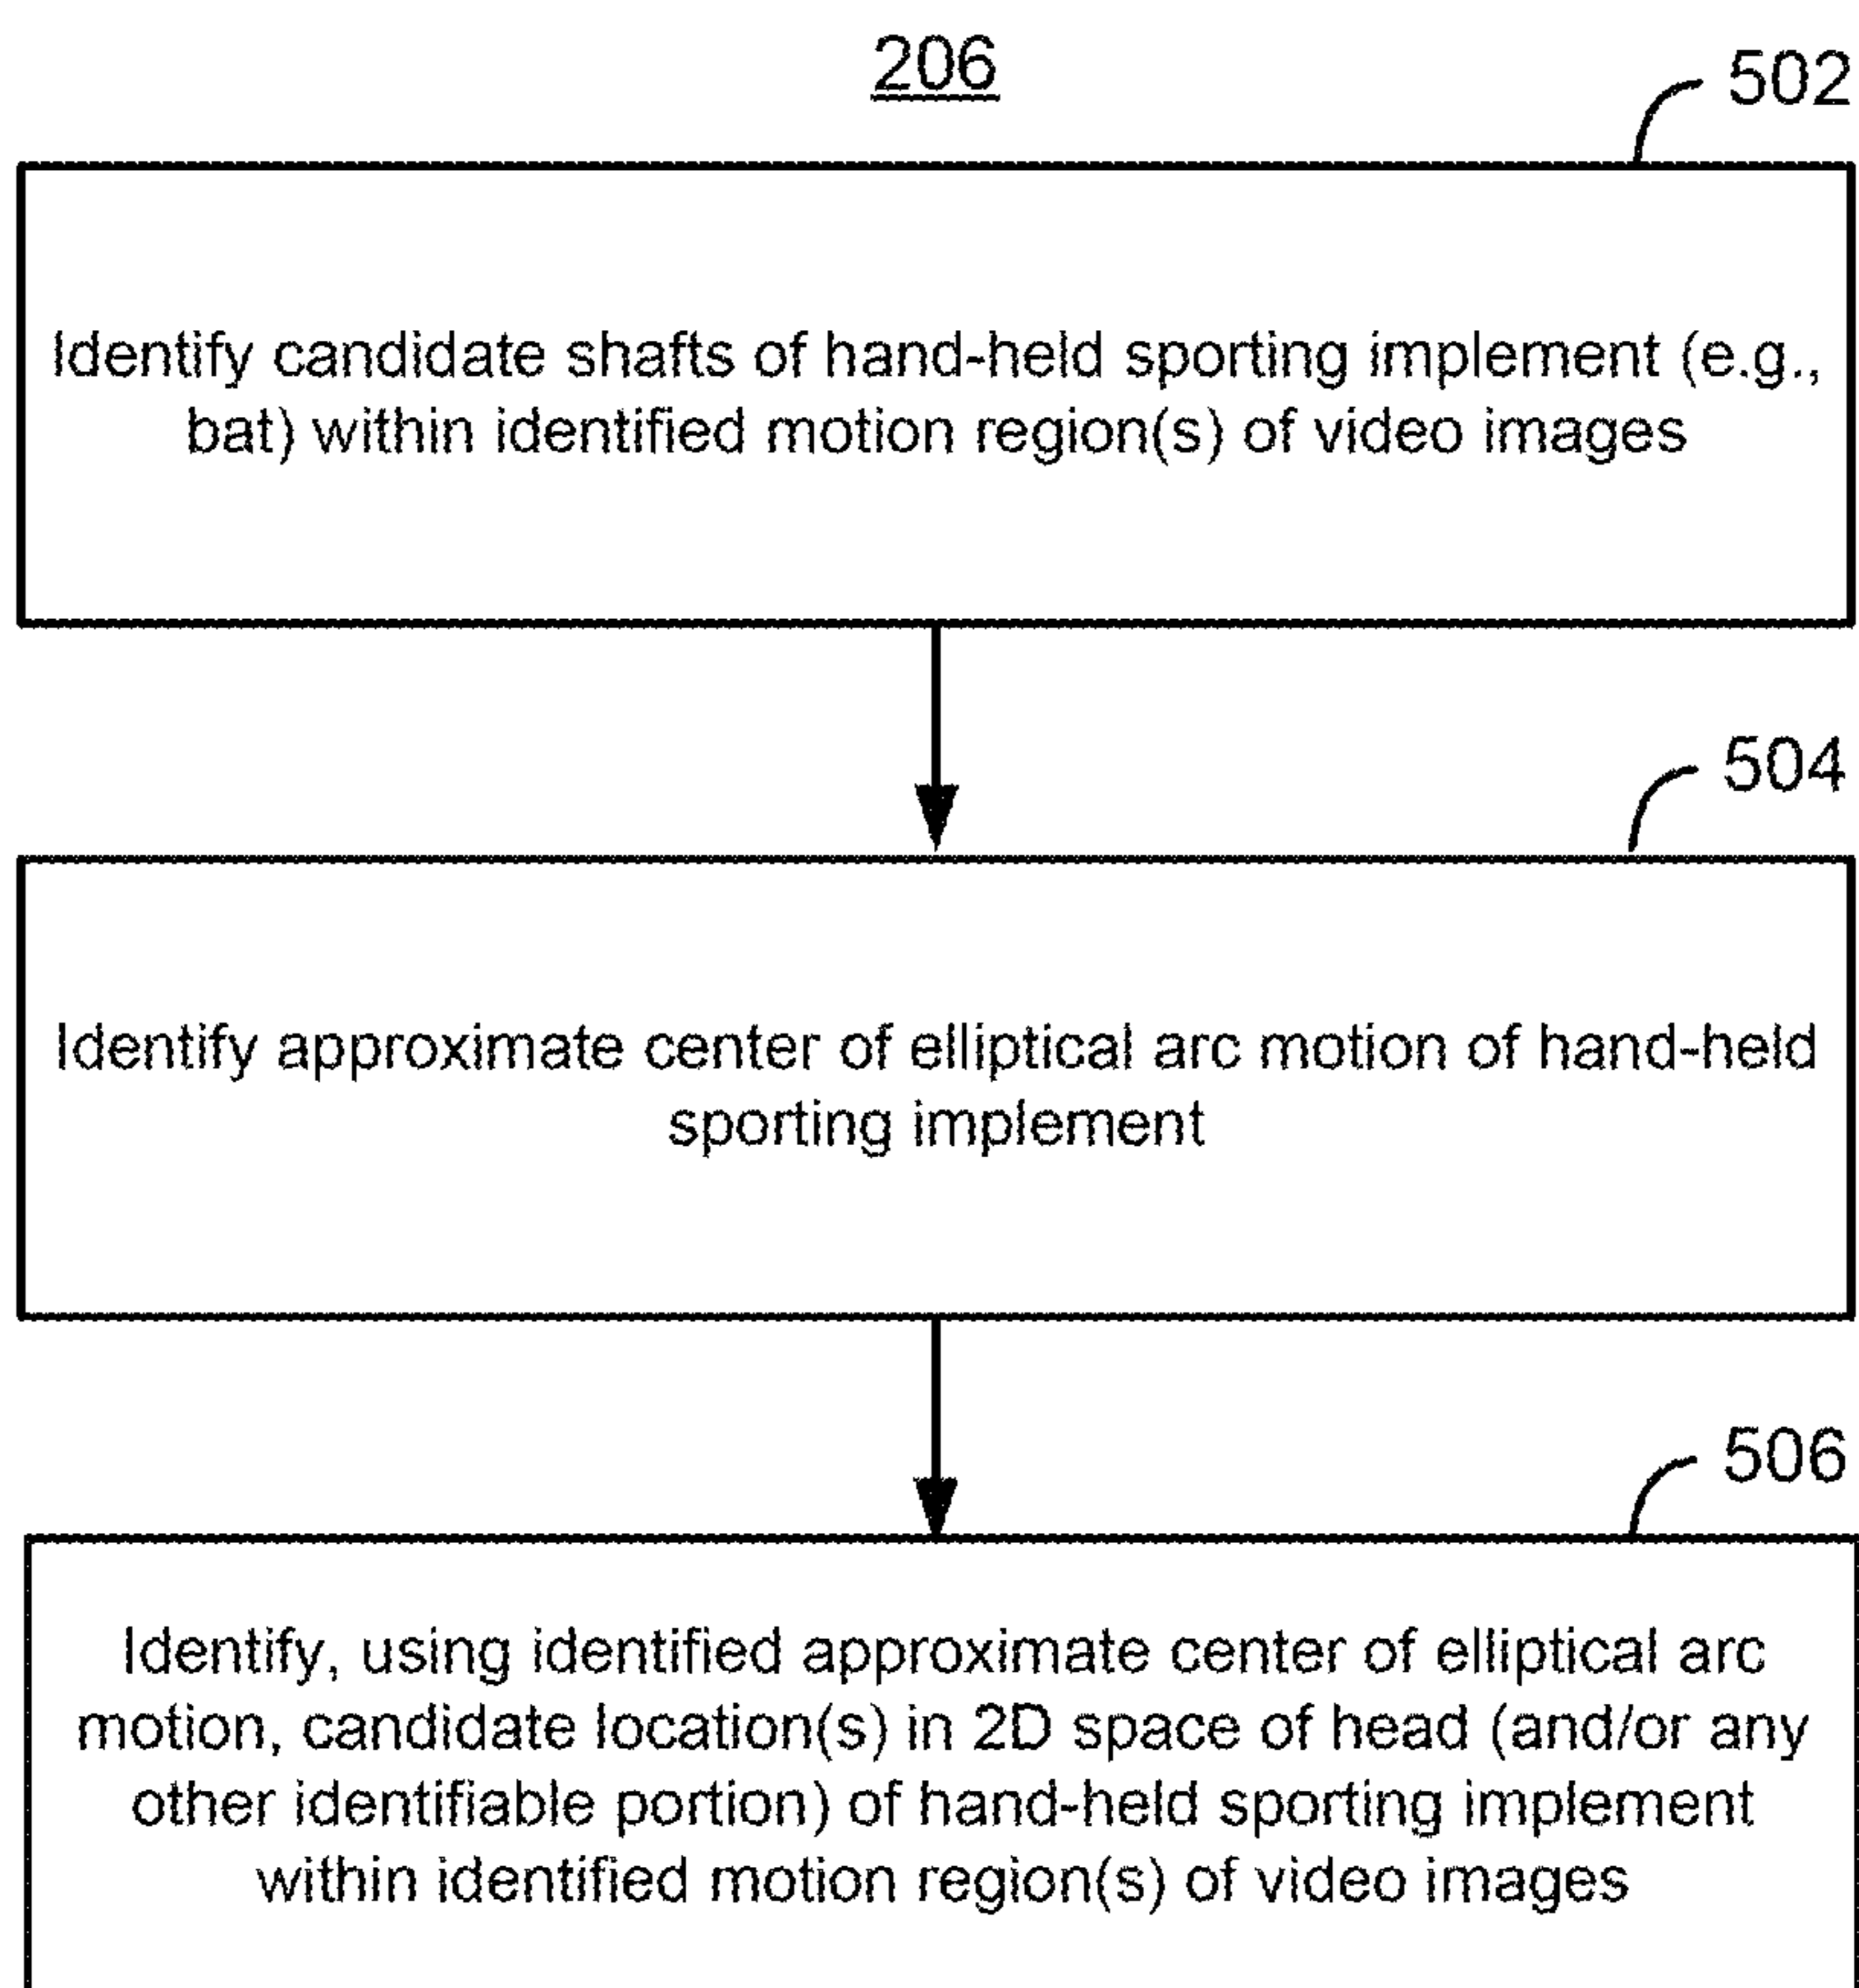 206
502
Identify candidate shafts of hand-held sporting implement (e.g.,
bat) within identified motion region(s) of video images
504
Identify approximate center of elliptical arc motion of hand-held
sporting implement
506
Identify, using identified approximate center of elliptical arc
motion, candidate location(s) in 2D space of head (and/or any
other identifiable portion) of hand-held sporting implement
within identified motion region(s) of video images